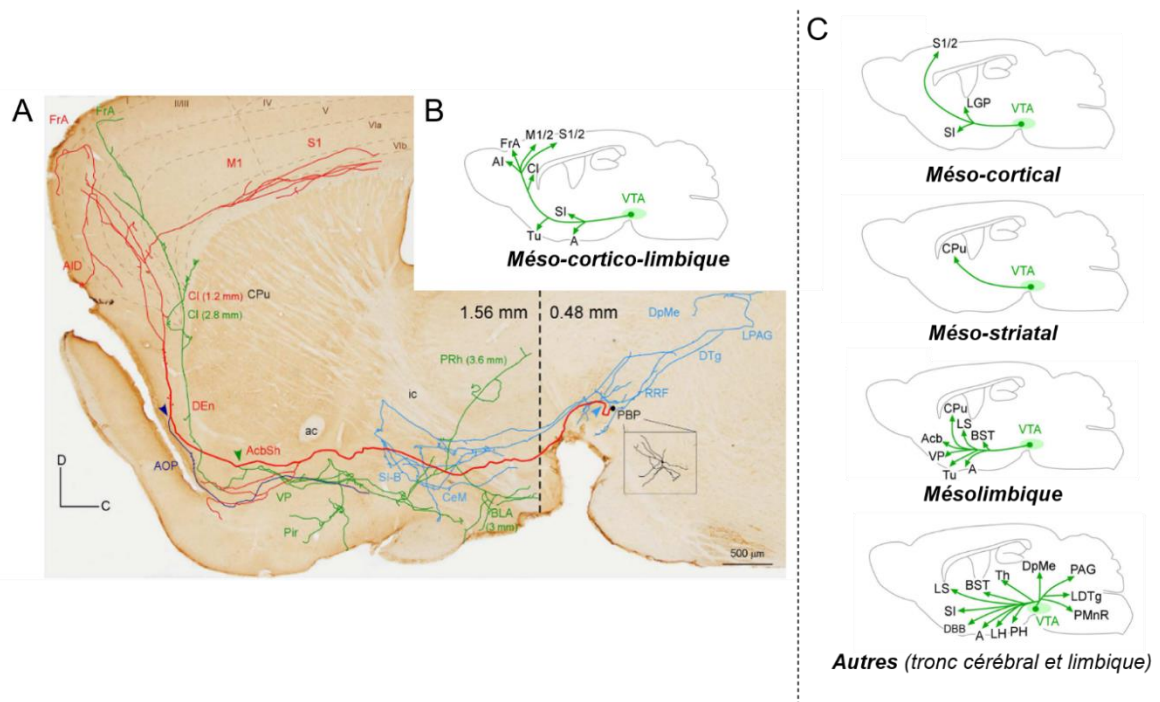 A
FrA
FrA
I
II/III
IV
V
VIa
VIb
M1
S1
AID
Cl (1.2 mm)
CPu
Cl (2.8 mm)
DEn
AOP
ac
AcbSh
VP
Pir
ic
SI-B
CeM
BLA
(3 mm)
PRh (3.6 mm)
1.56 mm
0.48 mm
DpMe
LPAG
DTg
RRF
PBP
D
C
500 µm
B
FrA
M1/2
S1/2
AI
Cl
VTA
SI
Tu
A
Méso-cortico-limbique
C
S1/2
LGP
VTA
SI
Méso-cortical
CPu
VTA
Méso-striatal
CPu
LS
BST
VTA
Acb
VP
Tu
A
Mésolimbique
DpMe
PAG
Th
BST
LS
LDTg
SI
PMnR
VTA
DBB
A
LH
PH
Autres (tronc cérébral et limbique)